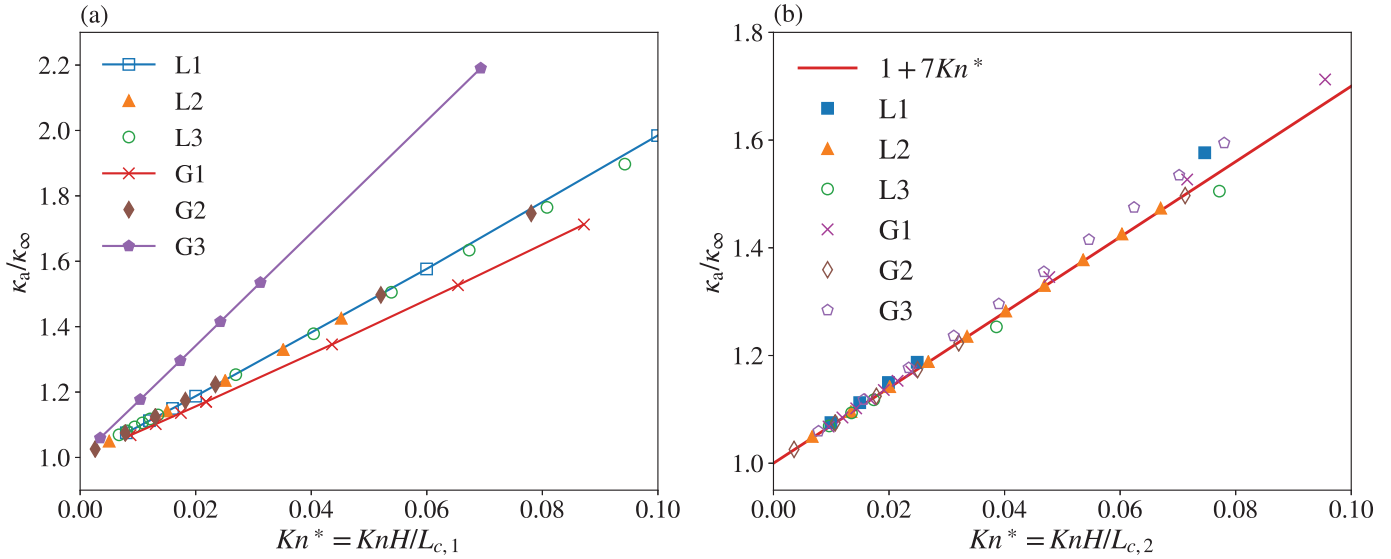 (a)
2.2
2.0
1.8
1.6
1.4
1.2
1.0
κa/κ∞
L1
L2
L3
G1
G2
G3
0.00 0.02 0.04 0.06 0.08 0.10
Kn* = KnH/Lc,1
(b)
1.8
1.6
1.4
1.2
1.0
κa/κ∞
1 + 7Kn*
L1
L2
L3
G1
G2
G3
0.00 0.02 0.04 0.06 0.08 0.10
Kn* = KnH/Lc,2